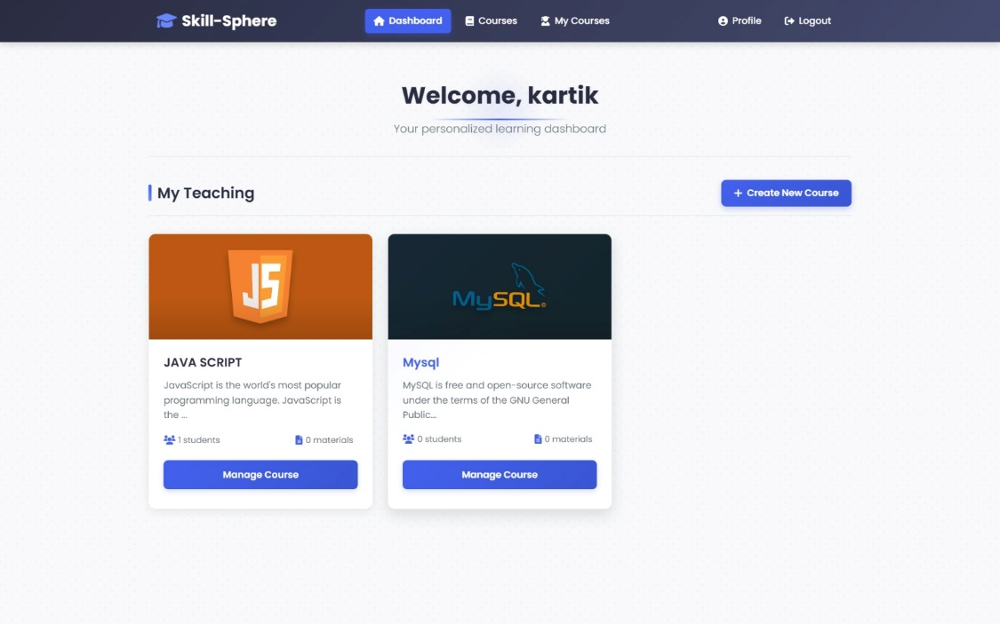 Skill-Sphere
Dashboard
Courses
My Courses
Profile
Logout
Welcome, kartik
Your personalized learning dashboard
My Teaching
+ Create New Course
JS
MySQL®
JAVA SCRIPT
JavaScript is the world's most popular
programming language. JavaScript is
the ...
1 students
0 materials
Manage Course
Mysql
MySQL is free and open-source software
under the terms of the GNU General
Public...
0 students
0 materials
Manage Course